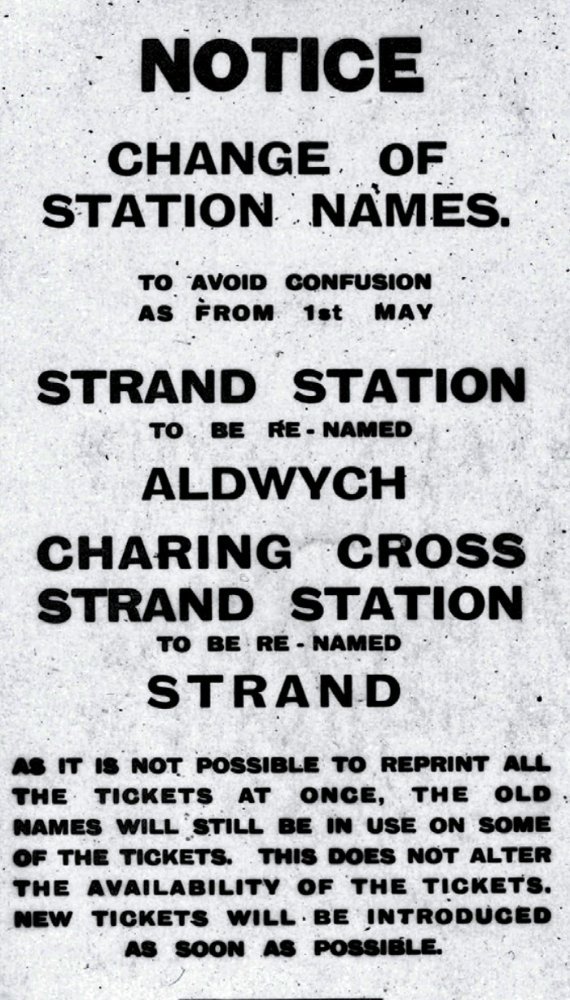 NOTICE
CHANGE OF
STATION NAMES.
TO AVOID CONFUSION
AS FROM 1st MAY
STRAND STATION
TO BE RE-NAMED
ALDWYCH
CHARING CROSS
STRAND STATION
TO BE RE-NAMED
STRAND
AS IT IS NOT POSSIBLE TO REPRINT ALL
THE TICKETS AT ONCE, THE OLD
NAMES WILL STILL BE IN USE ON SOME
OF THE TICKETS. THIS DOES NOT ALTER
THE AVAILABILITY OF THE TICKETS.
NEW TICKETS WILL BE INTRODUCED
AS SOON AS POSSIBLE.